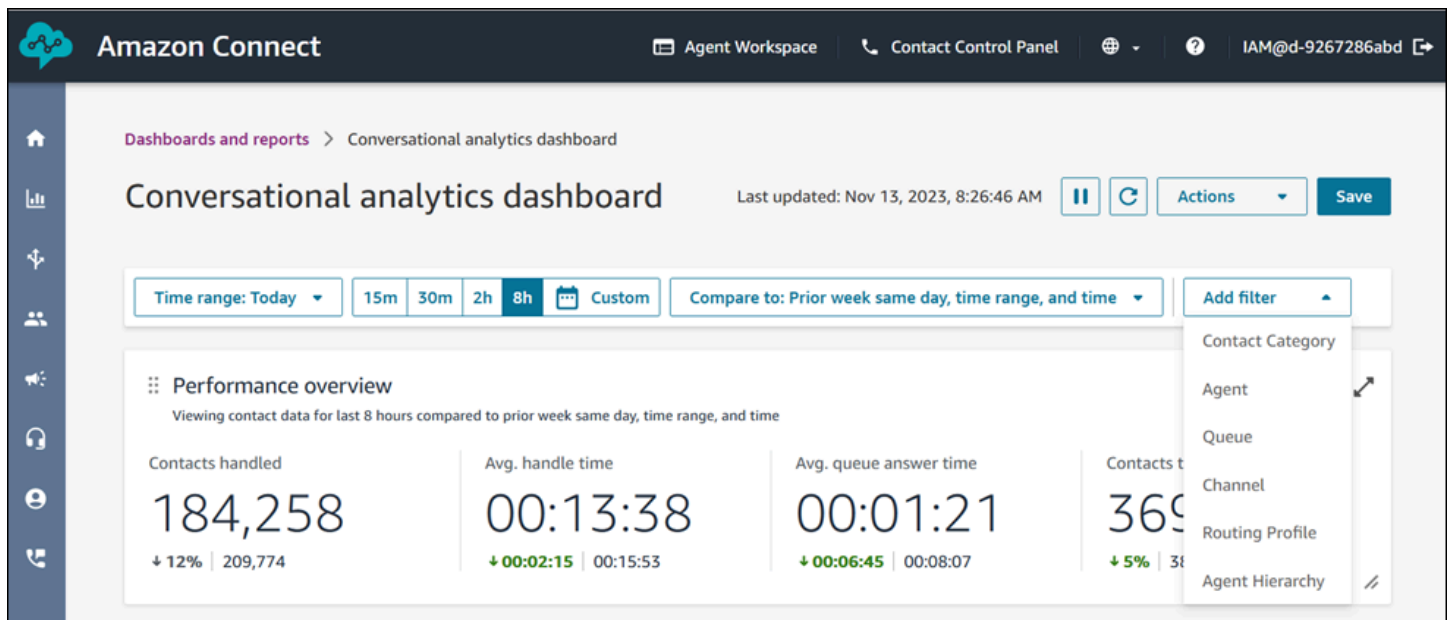 Amazon Connect Agent Workspace Contact Control Panel IAM@d-9267286abd
Dashboards and reports > Conversational analytics dashboard
Conversational analytics dashboard Last updated: Nov 13, 2023, 8:26:46 AM Actions Save
Time range: Today 15m 30m 2h 8h Custom Compare to: Prior week same day, time range, and time Add filter
Contact Category
Agent
Queue
Channel
Routing Profile
Agent Hierarchy
Performance overview
Viewing contact data for last 8 hours compared to prior week same day, time range, and time
Contacts handled
184,258
↓ 12% | 209,774
Avg. handle time
00:13:38
↓ 00:02:15 | 00:15:53
Avg. queue answer time
00:01:21
↓ 00:06:45 | 00:08:07
Contacts
↓ 5%